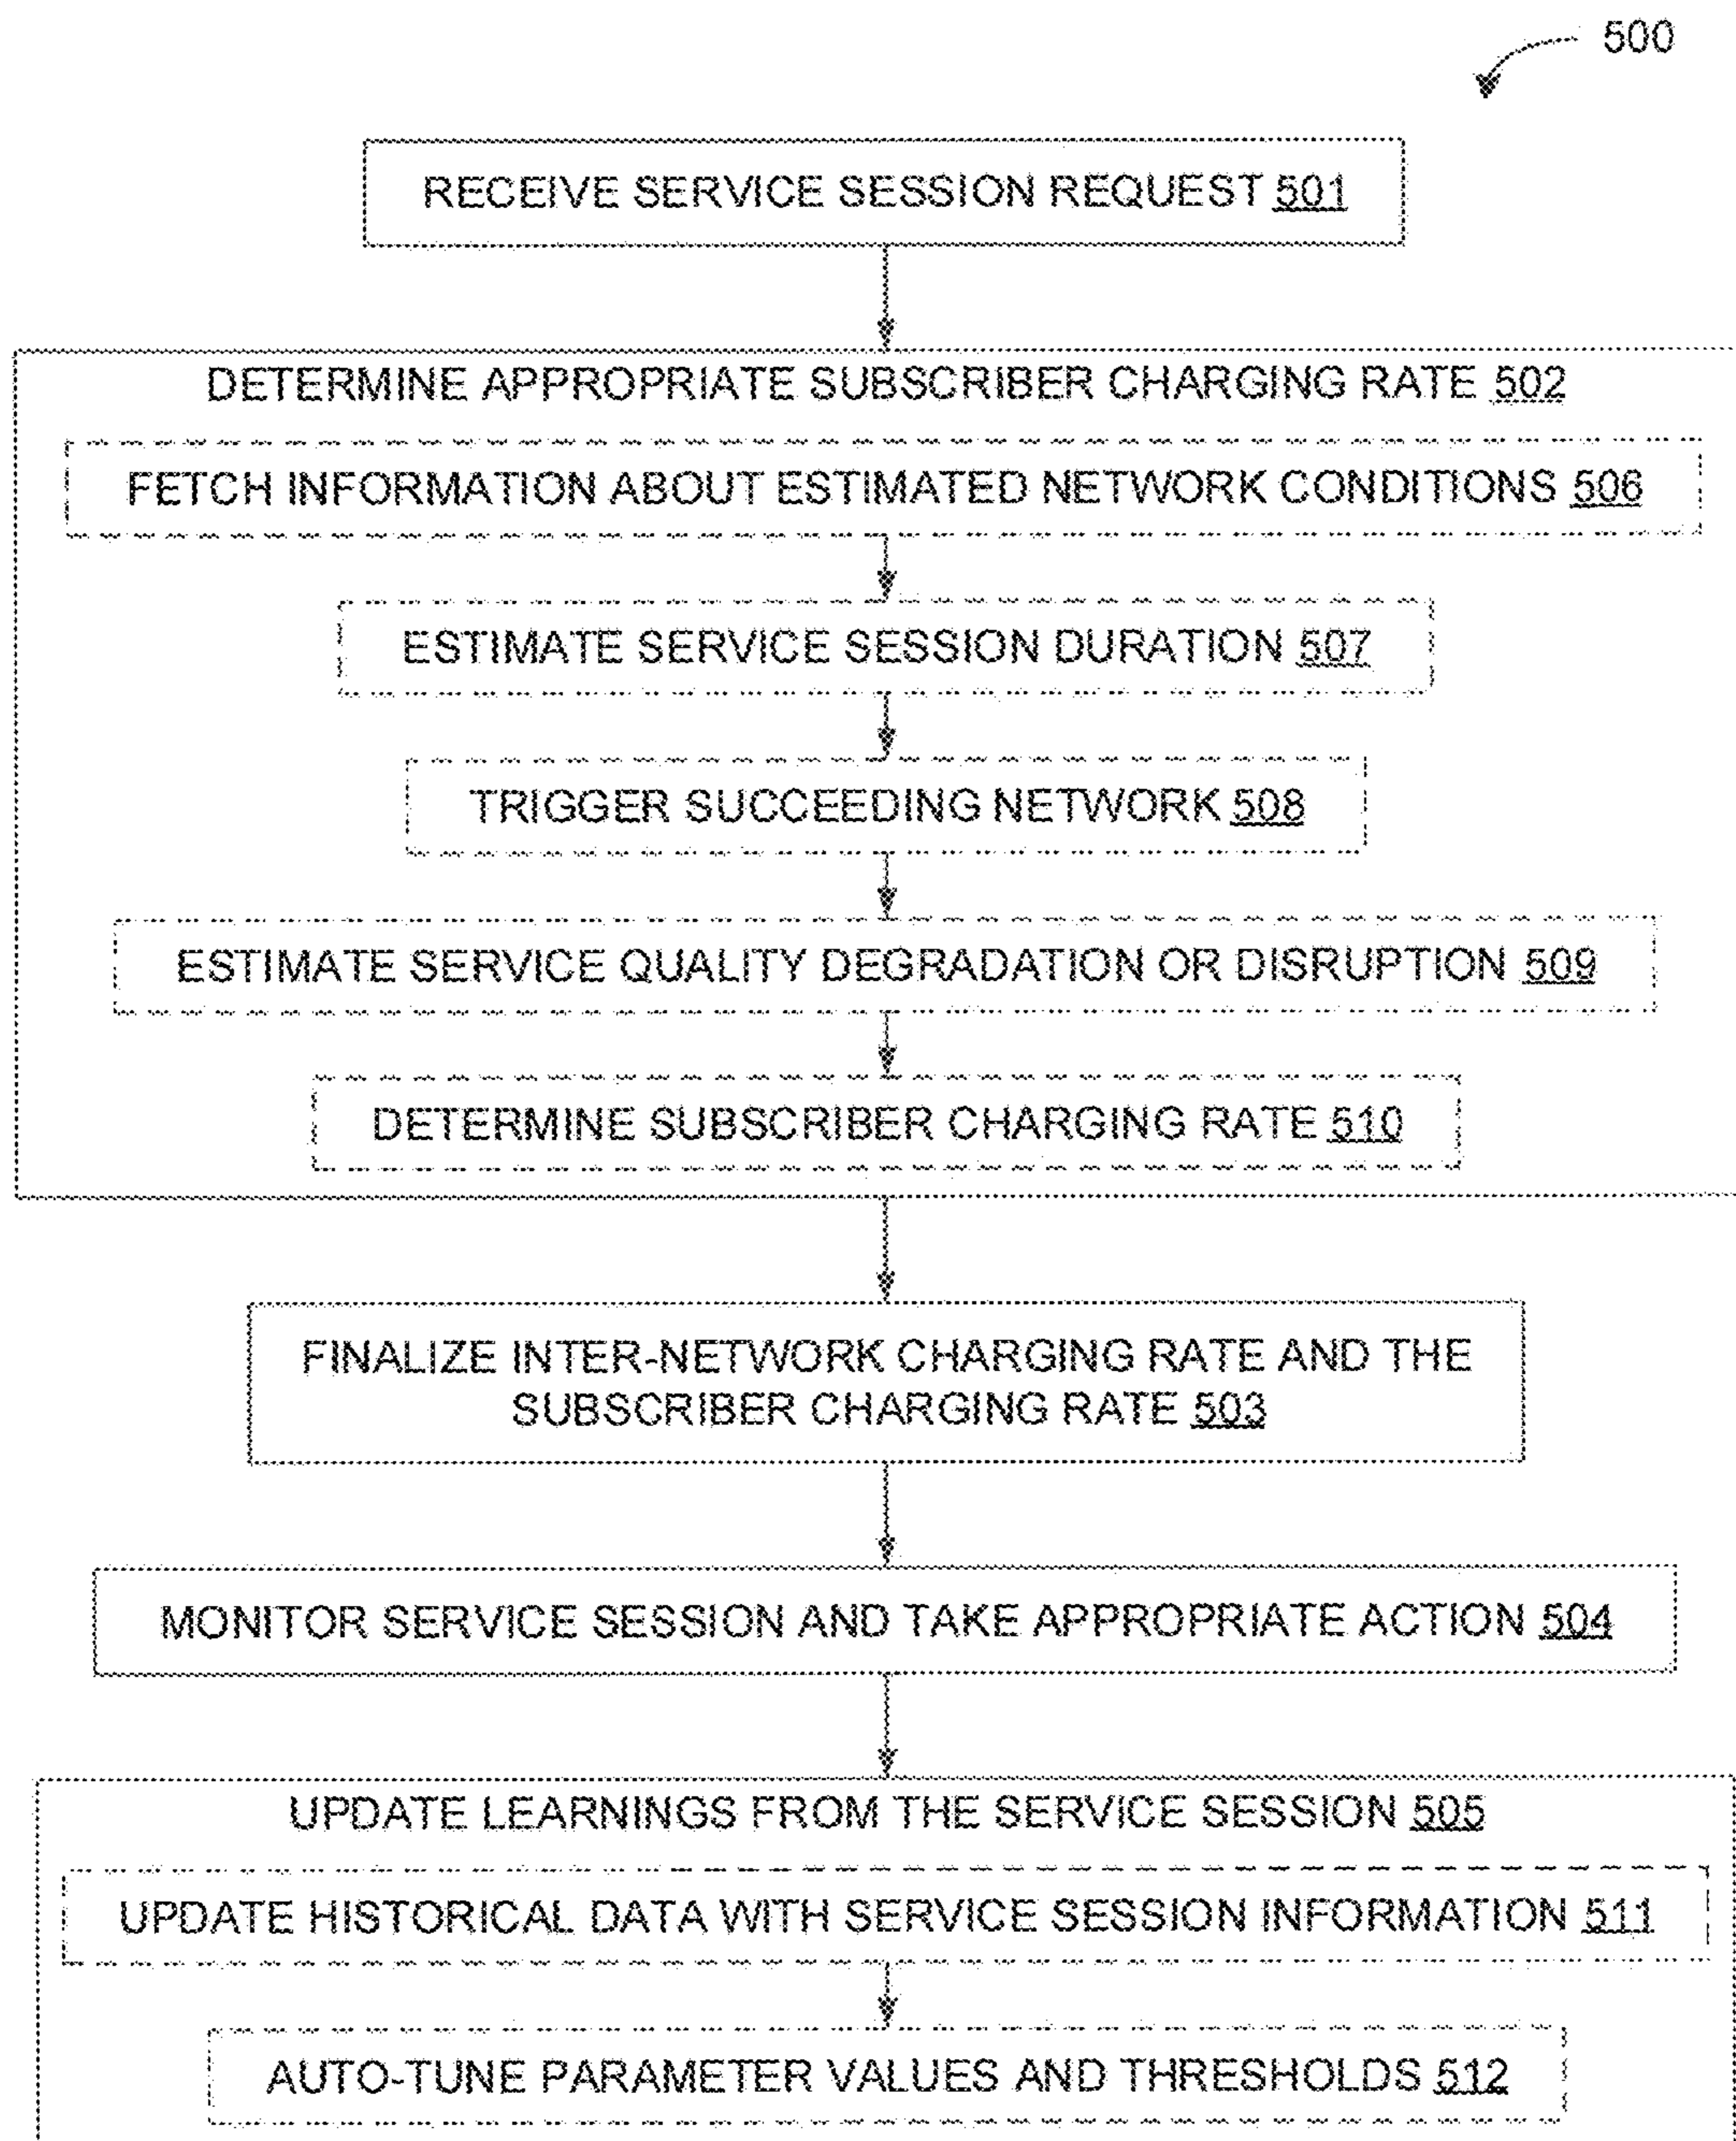 500
RECEIVE SERVICE SESSION REQUEST 501
DETERMINE APPROPRIATE SUBSCRIBER CHARGING RATE 502
FETCH INFORMATION ABOUT ESTIMATED NETWORK CONDITIONS 506
ESTIMATE SERVICE SESSION DURATION 507
TRIGGER SUCCEEDING NETWORK 508
ESTIMATE SERVICE QUALITY DEGRADATION OR DISRUPTION 509
DETERMINE SUBSCRIBER CHARGING RATE 510
FINALIZE INTER-NETWORK CHARGING RATE AND THE
SUBSCRIBER CHARGING RATE 503
MONITOR SERVICE SESSION AND TAKE APPROPRIATE ACTION 504
UPDATE LEARNINGS FROM THE SERVICE SESSION 505
UPDATE HISTORICAL DATA WITH SERVICE SESSION INFORMATION 511
AUTO-TUNE PARAMETER VALUES AND THRESHOLDS 512